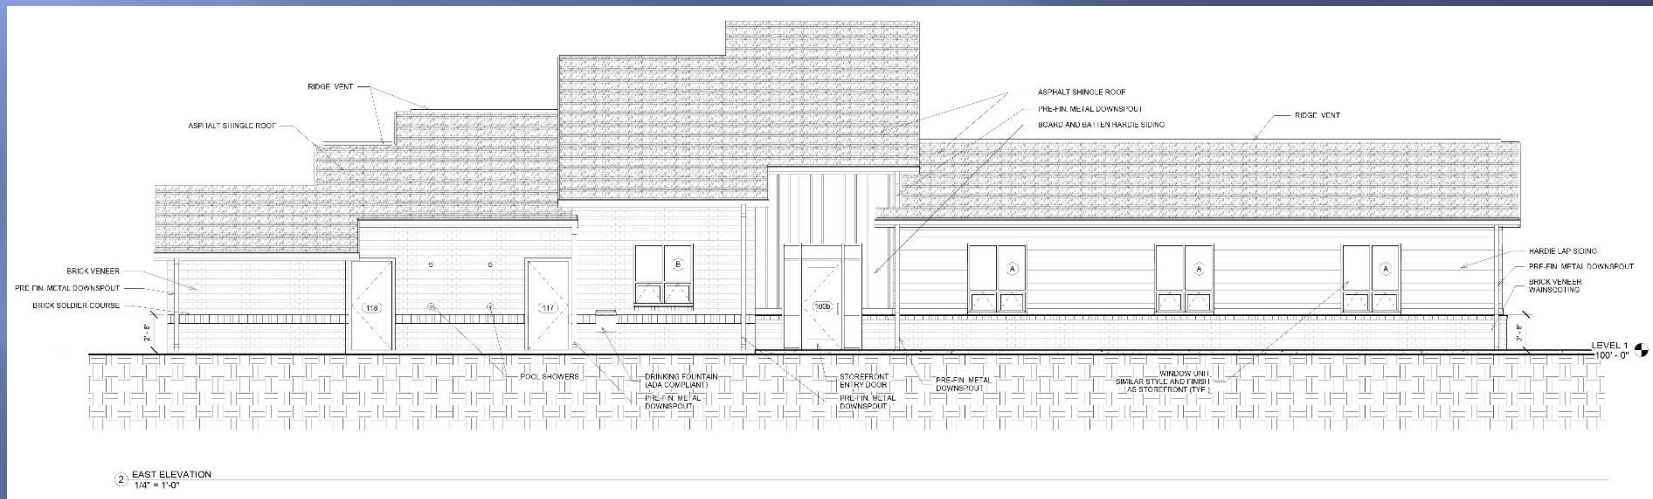 RIDGE VENT
ASPHALT SHINGLE ROOF
ASPHALT SHINGLE ROOF
PRE-FIN. METAL DOWNSPOUT
BOARD AND BATTEN HARDIE SIDING
RIDGE VENT
BRICK VENEER
PRE FIN. METAL DOWNSPOUT
BRICK SOLDIER COURSE
2' - 8"
118
117
B
100b
A
A
A
HARDIE LAP SIDING
PRE-FIN. METAL DOWNSPOUT
BRICK VENEER
WAINSCOTING
2' - 8"
LEVEL 1
100' - 0"
POOL SHOWERS
DRINKING FOUNTAIN
(ADA COMPLIANT)
PRE-FIN. METAL
DOWNSPOUT
STOREFRONT
ENTRY DOOR
PRE-FIN. METAL
DOWNSPOUT
PRE-FIN. METAL
DOWNSPOUT
WINDOW UNIT
SIMILAR STYLE AND FINISH
AS STOREFRONT (TYP.)
2
EAST ELEVATION
1/4" = 1'-0"